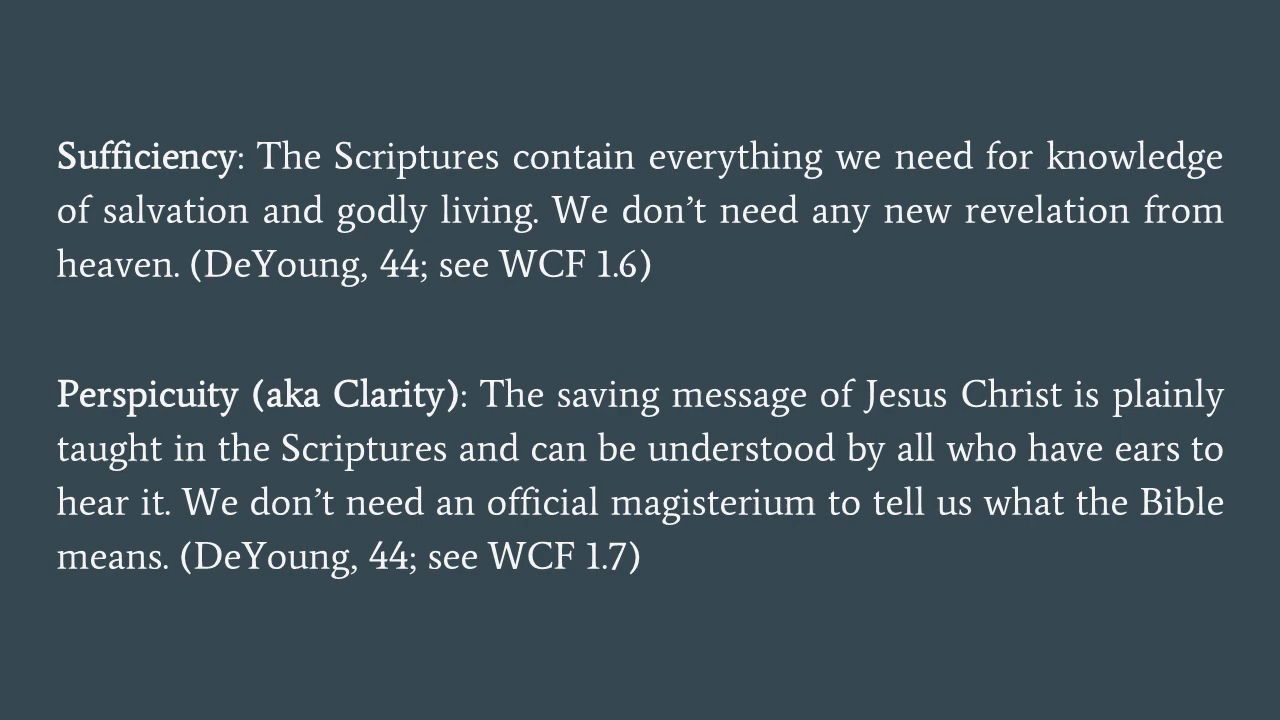 Sufficiency: The Scriptures contain everything we need for knowledge
of salvation and godly living. We don’t need any new revelation from
heaven. (DeYoung, 44; see WCF 1.6)
Perspicuity (aka Clarity): The saving message of Jesus Christ is plainly
taught in the Scriptures and can be understood by all who have ears to
hear it. We don’t need an official magisterium to tell us what the Bible
means. (DeYoung, 44; see WCF 1.7)